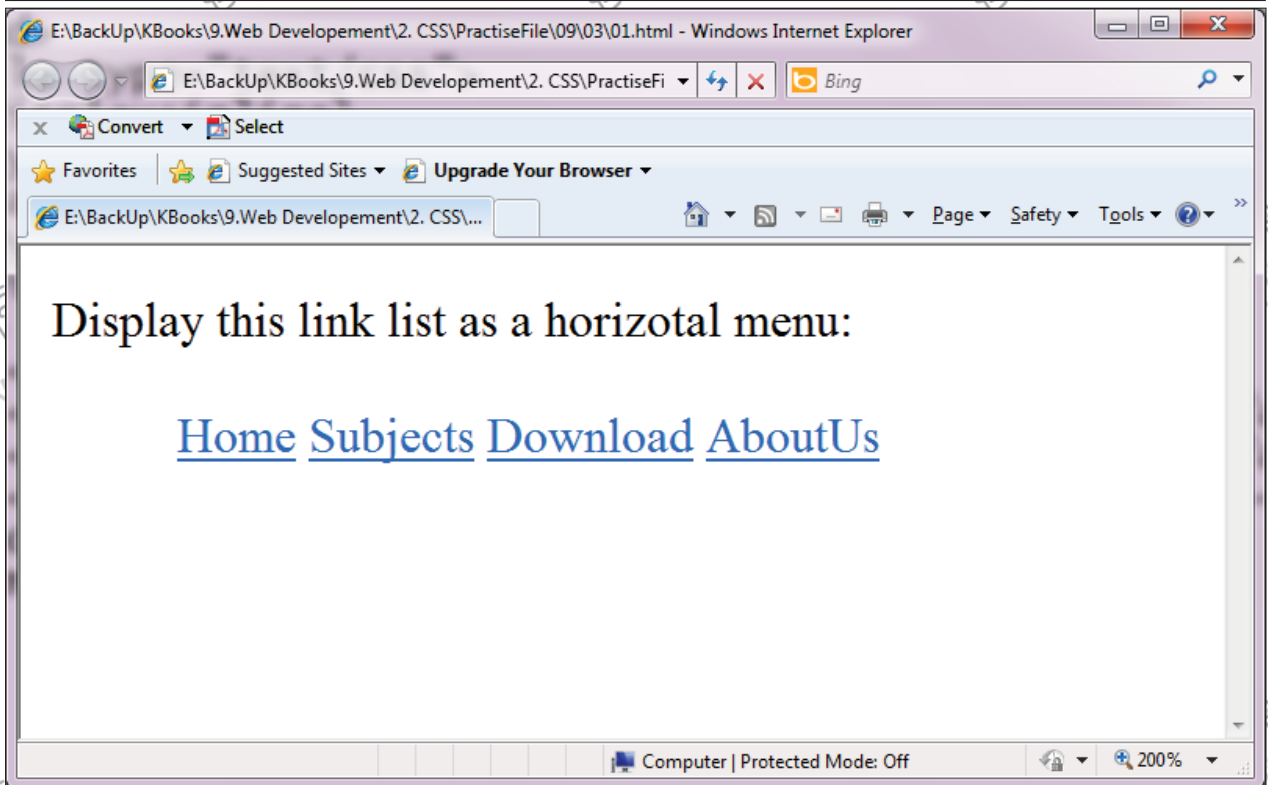 E:\BackUp\KBooks\9.Web Developement\2. CSS\PractiseFile\09\03\01.html - Windows Internet Explorer
E:\BackUp\KBooks\9.Web Developement\2. CSS\PractiseFi Bing
x Convert Select
Favorites Suggested Sites Upgrade Your Browser
E:\BackUp\KBooks\9.Web Developement\2. CSS\... Page Safety Tools »
Display this link list as a horizotal menu:
Home Subjects Download AboutUs
Computer | Protected Mode: Off 200%